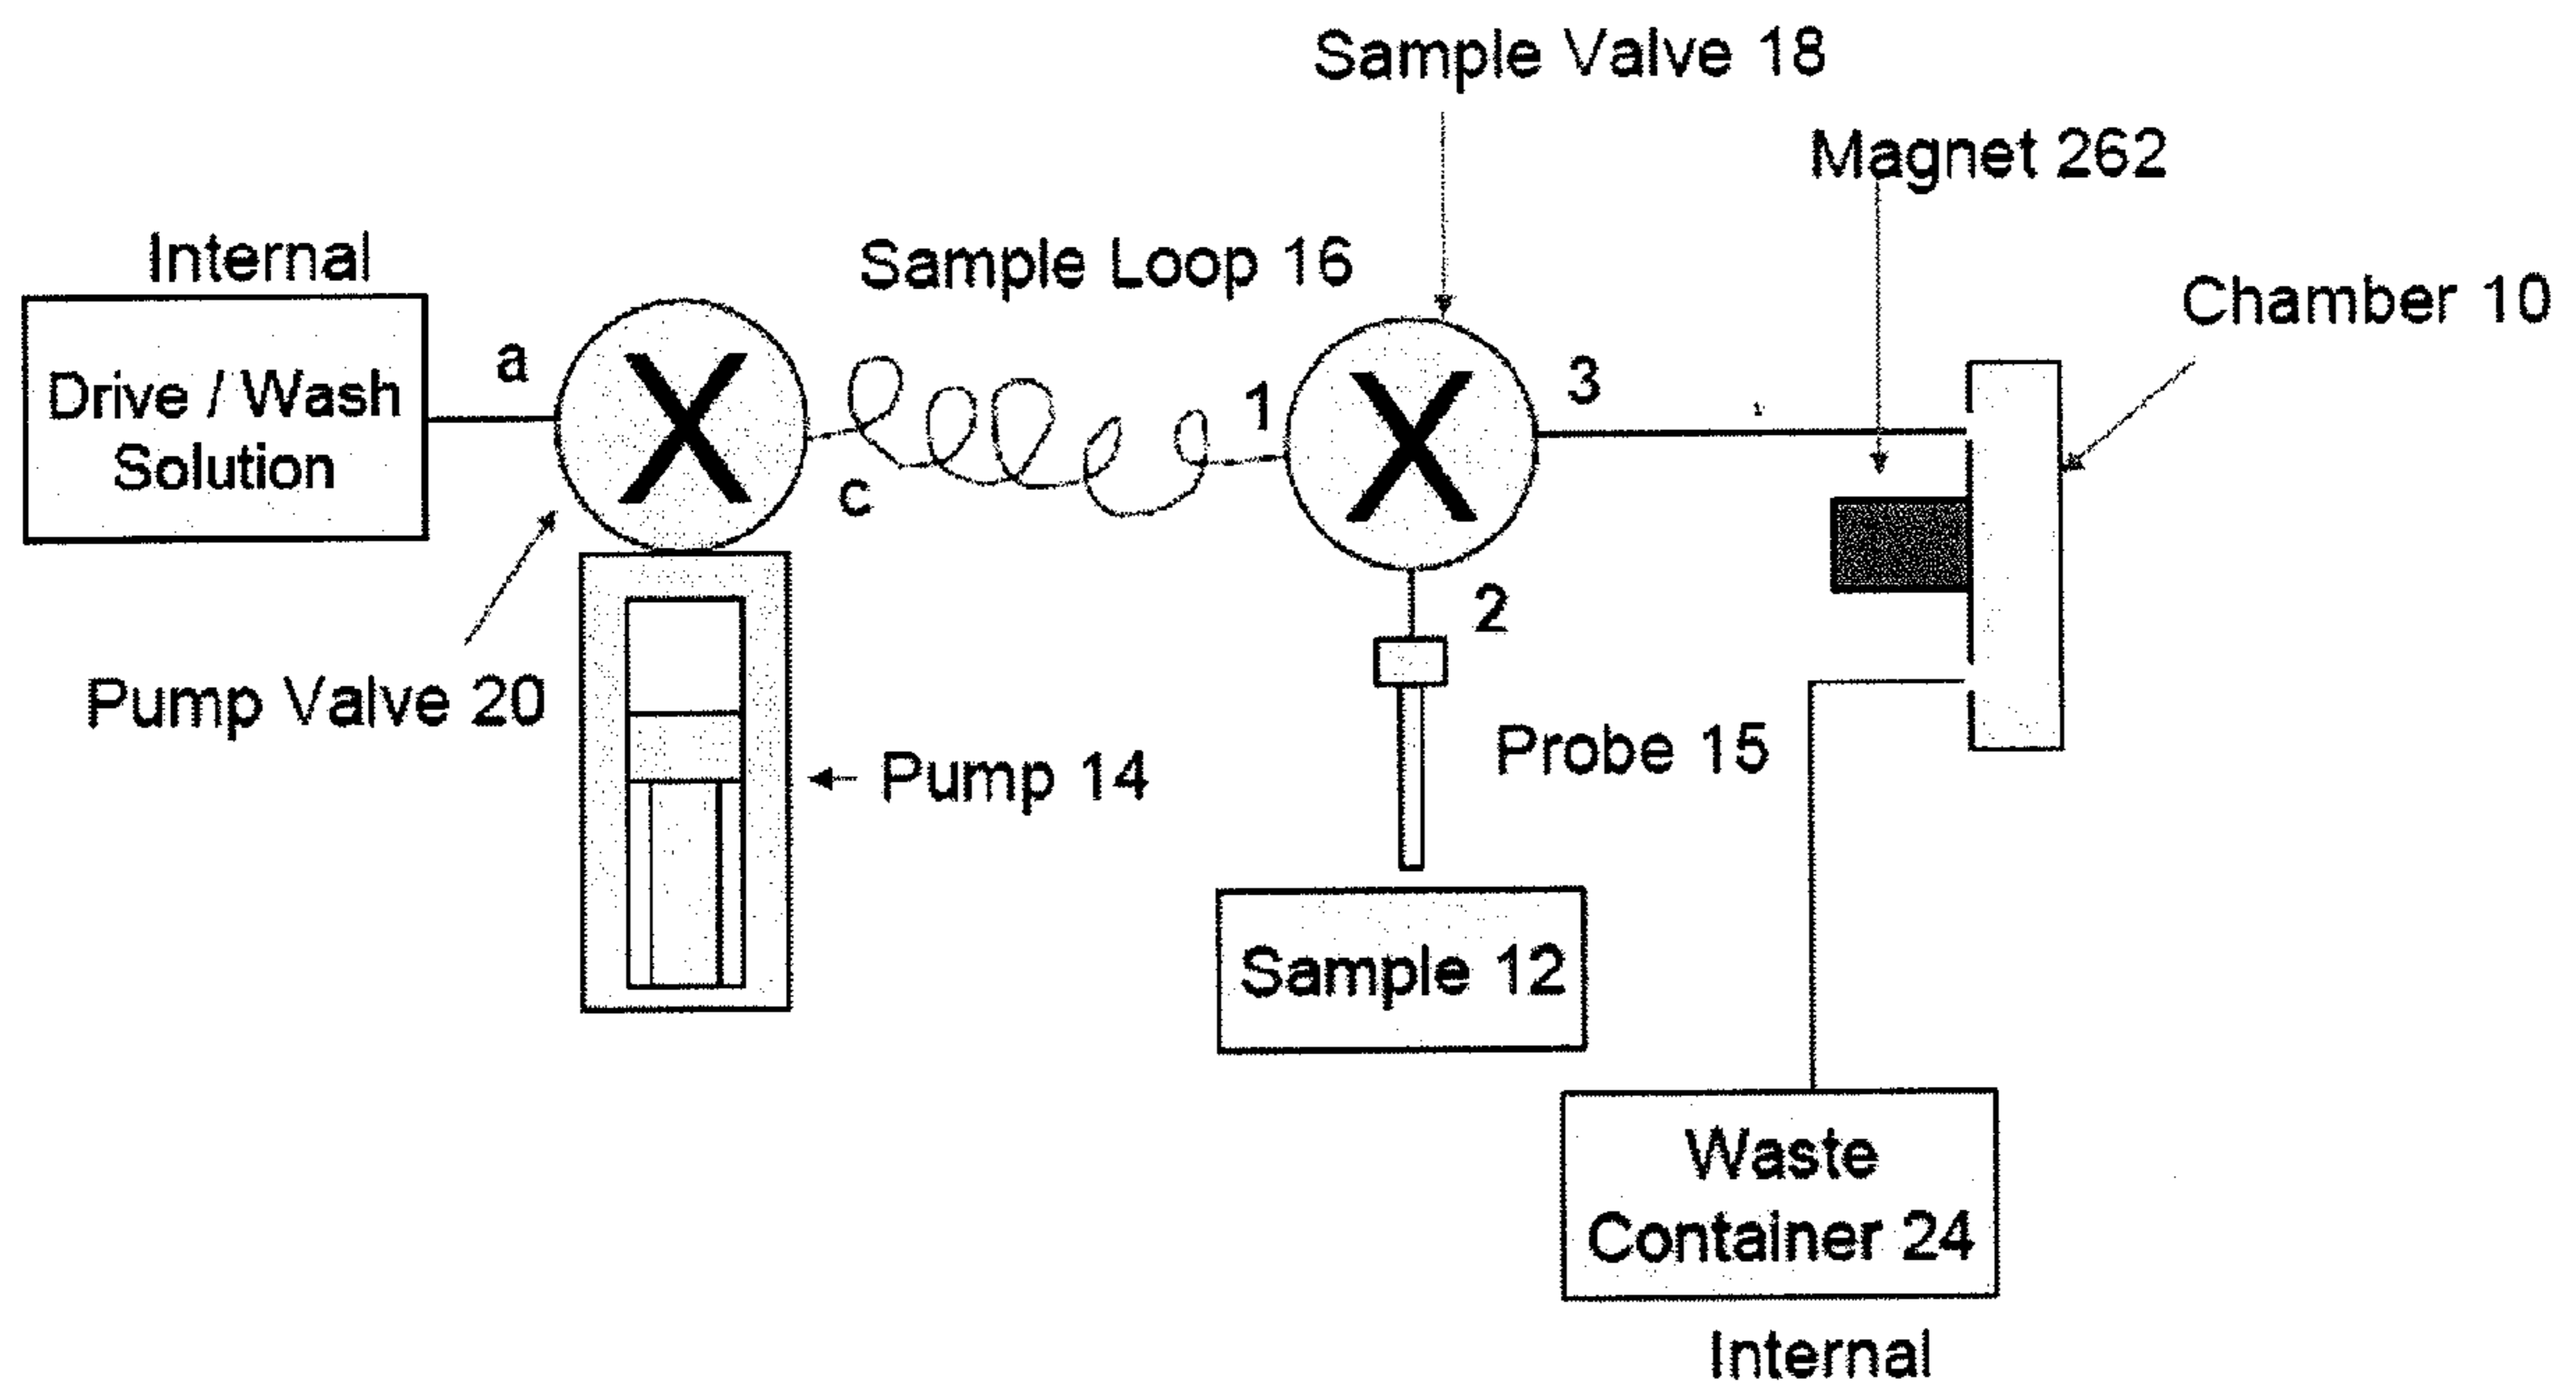 Sample Valve 18
Magnet 262
Internal
Sample Loop 16
Chamber 10
Drive / Wash
Solution
a
c
1
3
2
Pump Valve 20
Pump 14
Probe 15
Sample 12
Waste
Container 24
Internal